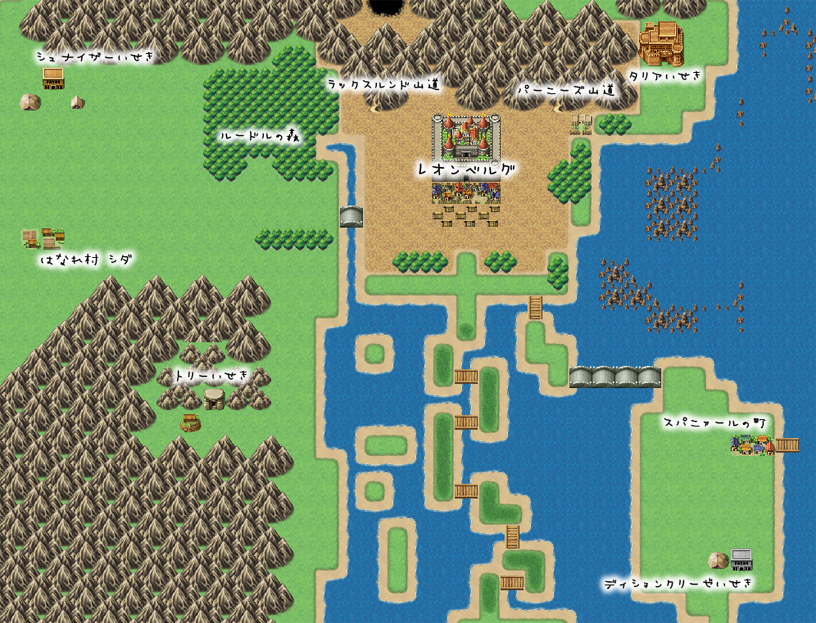 シュナイザーいせき
タリアいせき
ラックスルンド山道
パーニーズ山道
ルードルの森
レオンベルグ
はなれ村 シダ
トリーいせき
スパニァールの町
ディションクリーゼいせき